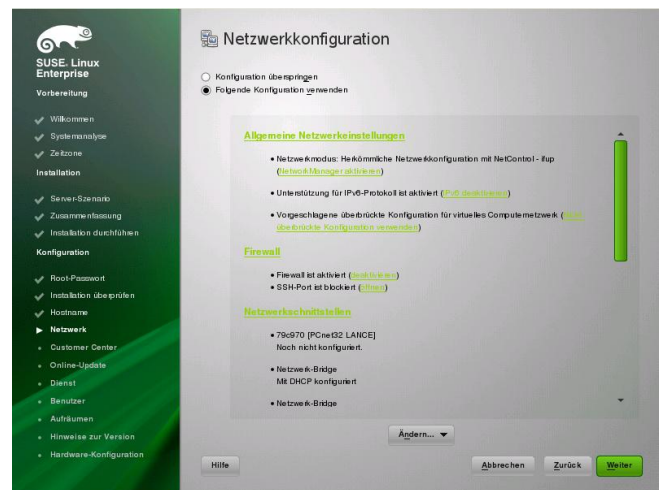 SUSE. Linux
Enterprise
Vorbereitung
Willkommen
Systemanalyse
Zeitzone
Installation
Server-Szenario
Zusammenfassung
Installation durchführen
Konfiguration
Root-Passwort
Installation überprüfen
Hostname
Netzwerk
Customer Center
Online-Update
Dienst
Benutzer
Aufräumen
Hinweise zur Version
Hardware-Konfiguration
Netzwerkkonfiguration
Konfiguration überspringen
Folgende Konfiguration verwenden
Allgemeine Netzwerkeinstellungen
Netzwerkmodus: Herkömmliche Netzwerkkonfiguration mit NetControl - ifup
(NetworkManager aktivieren)
Unterstützung für IPv6-Protokoll ist aktiviert (IPv6 deaktivieren)
Vorgeschlagene überbrückte Konfiguration für virtuelles Computernetzwerk (
überbrückte Konfiguration verwenden)
Firewall
Firewall ist aktiviert (deaktivieren)
SSH-Port ist blockiert (öffnen)
Netzwerkschnittstellen
79c970 [PCnet32 LANCE]
Noch nicht konfiguriert.
Netzwerk-Bridge
Mit DHCP konfiguriert
Netzwerk-Bridge
Ändern...
Hilfe
Abbrechen
Zurück
Weiter